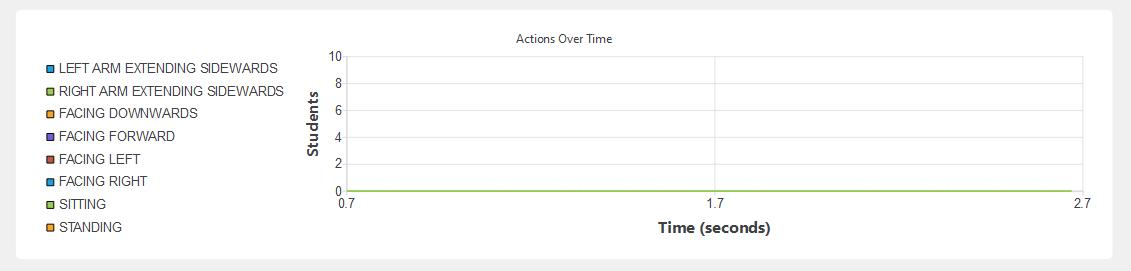 Actions Over Time
LEFT ARM EXTENDING SIDEWARDS
RIGHT ARM EXTENDING SIDEWARDS
FACING DOWNWARDS
FACING FORWARD
FACING LEFT
FACING RIGHT
SITTING
STANDING
Students
10
8
6
4
2
0
0.7
1.7
2.7
Time (seconds)